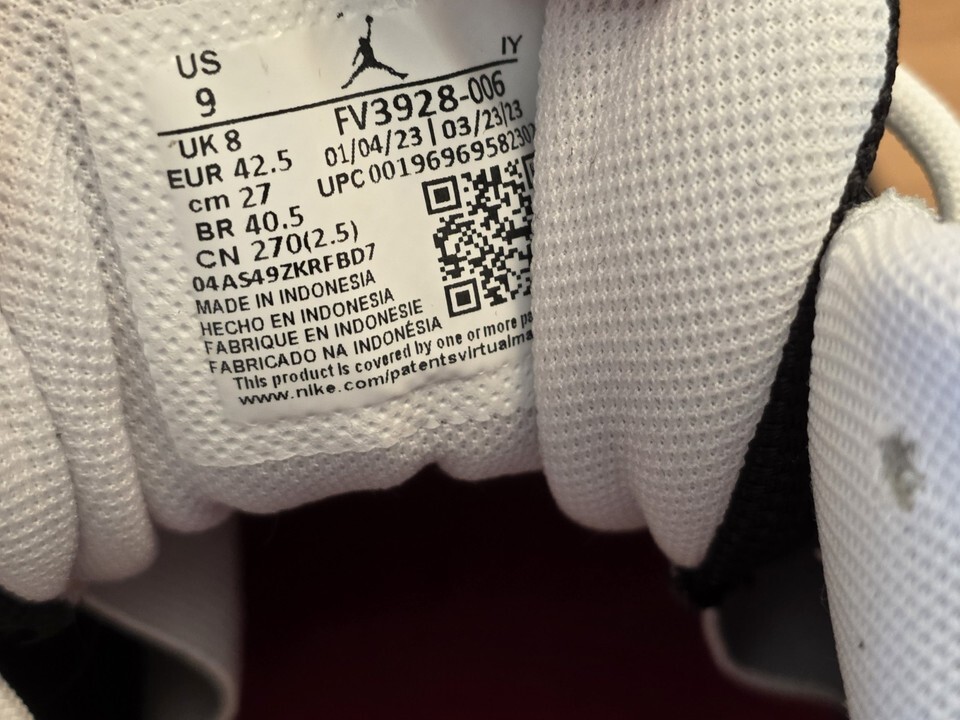 US
9
IY
UK 8
EUR 42.5
cm 27
BR 40.5
CN 270(2.5)
FV3928-006
01/04/23 | 03/23/23
UPC 00196969582302
04AS49ZKRFBD7
MADE IN INDONESIA
HECHO EN INDONESIA
FABRIQUE EN INDONESIE
FABRICADO NA INDONÉSIA
This product is covered by one or more
www.nike.com/patentsvirtualma